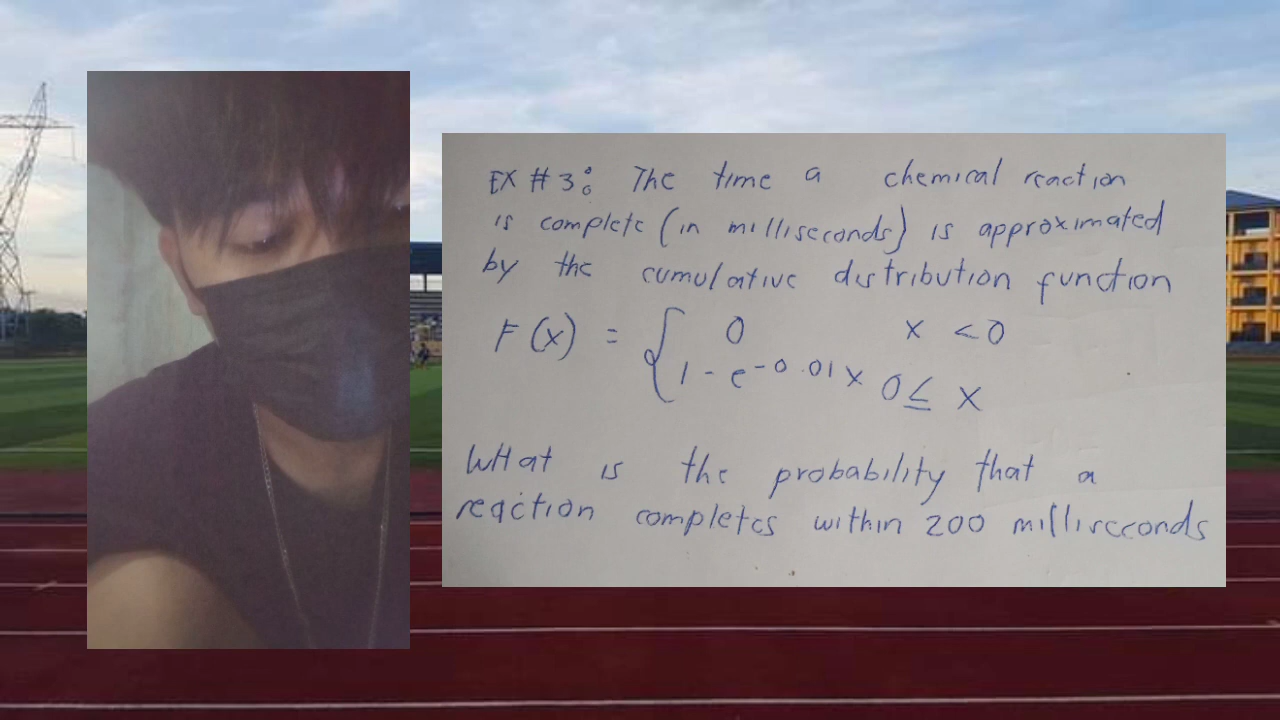 EX # 3: The time a chemical reaction
is complete (in milliseconds) is approximated
by the cumulative distribution function
F(x) = { 0 x < 0
1 - e^-0.01x 0 ≤ x
WHat is the probability that a
reaction completes within 200 milliseconds